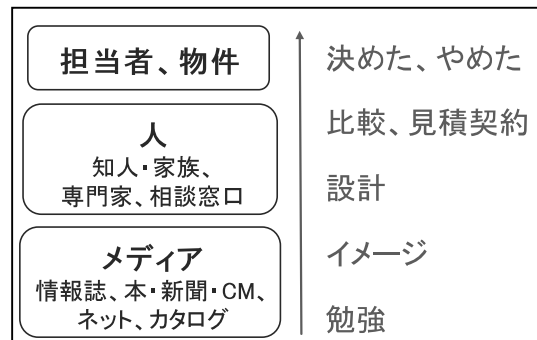 担当者、物件
人
知人・家族、
専門家、相談窓口
メディア
情報誌、本・新聞・CM、
ネット、カタログ
決めた、やめた
比較、見積契約
設計
イメージ
勉強